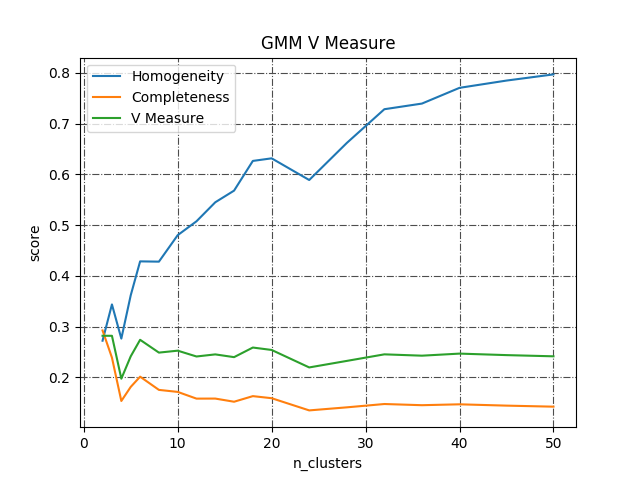 GMM V Measure
Homogeneity
Completeness
V Measure
score
0.8
0.7
0.6
0.5
0.4
0.3
0.2
0 10 20 30 40 50
n_clusters